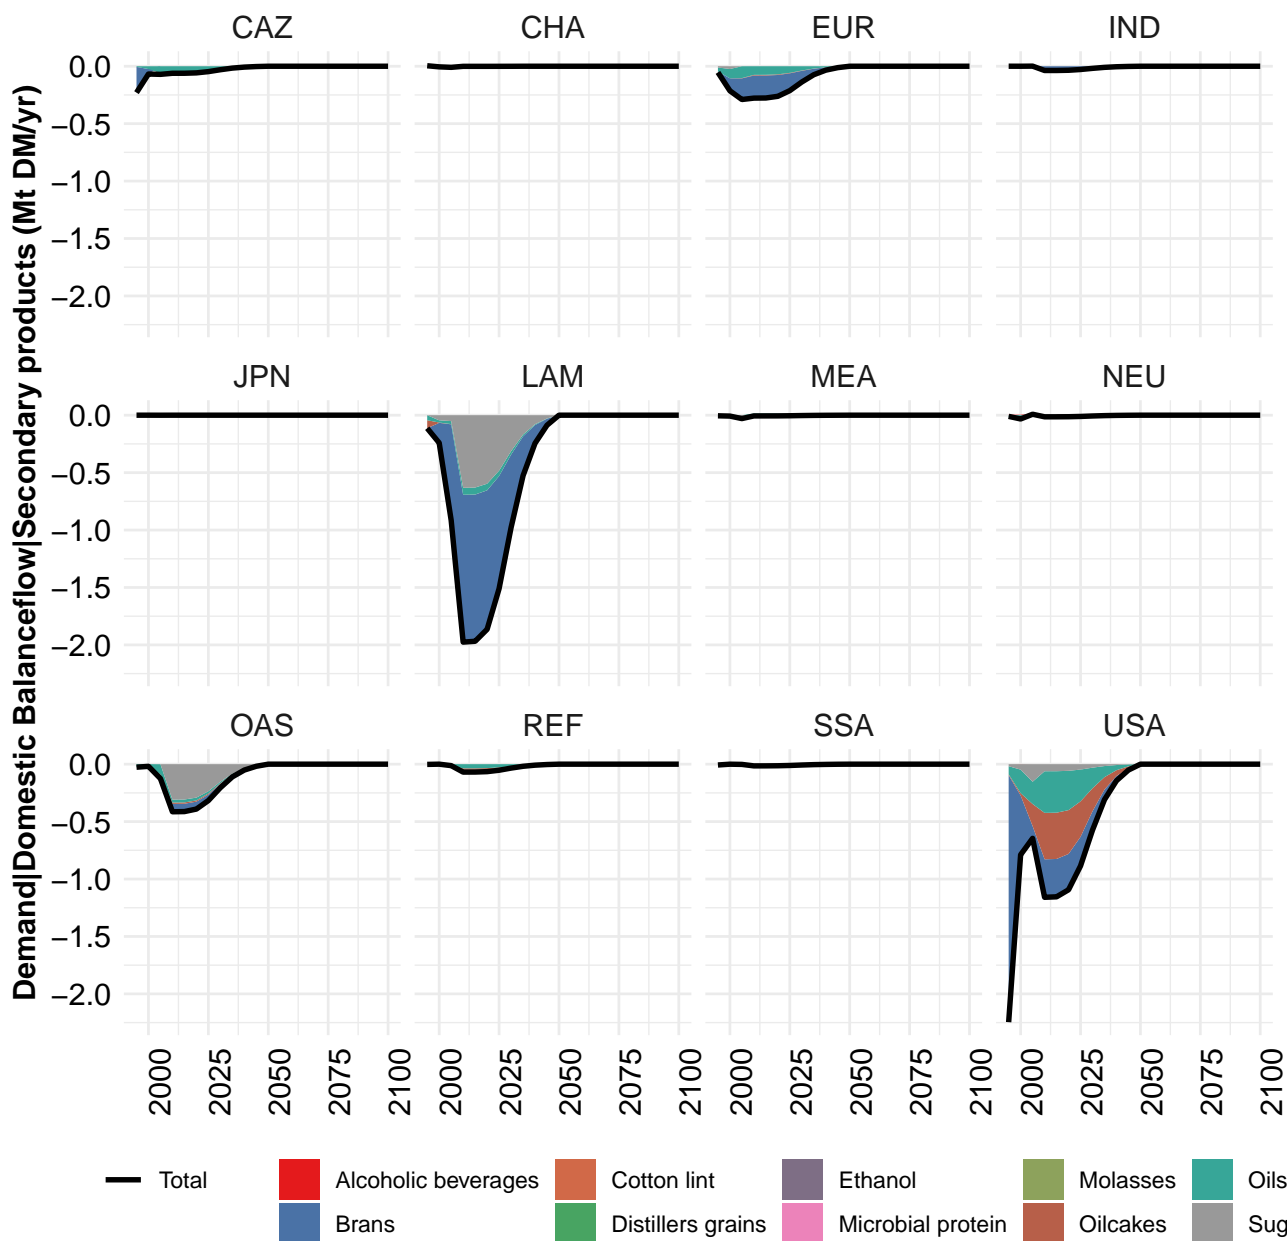 CAZ CHA EUR IND
0.0
−0.5
−1.0
−1.5
−2.0
JPN LAM MEA NEU
0.0
−0.5
−1.0
−1.5
−2.0
OAS REF SSA USA
0.0
−0.5
−1.0
−1.5
−2.0
Demand|Domestic Balanceflow|Secondary products (Mt DM/yr)
2000 2025 2050 2075 2100 2000 2025 2050 2075 2100 2000 2025 2050 2075 2100 2000 2025 2050 2075 2100
Total Alcoholic beverages Cotton lint Ethanol Molasses Oils
Brans Distillers grains Microbial protein Oilcakes Sug